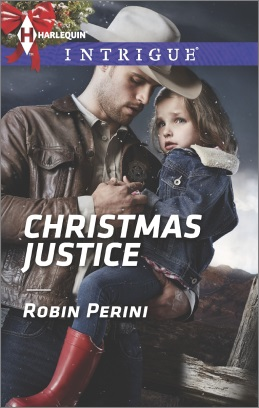 HARLEQUIN
INTRIGUE®
CHRISTMAS
JUSTICE
ROBIN PERINI